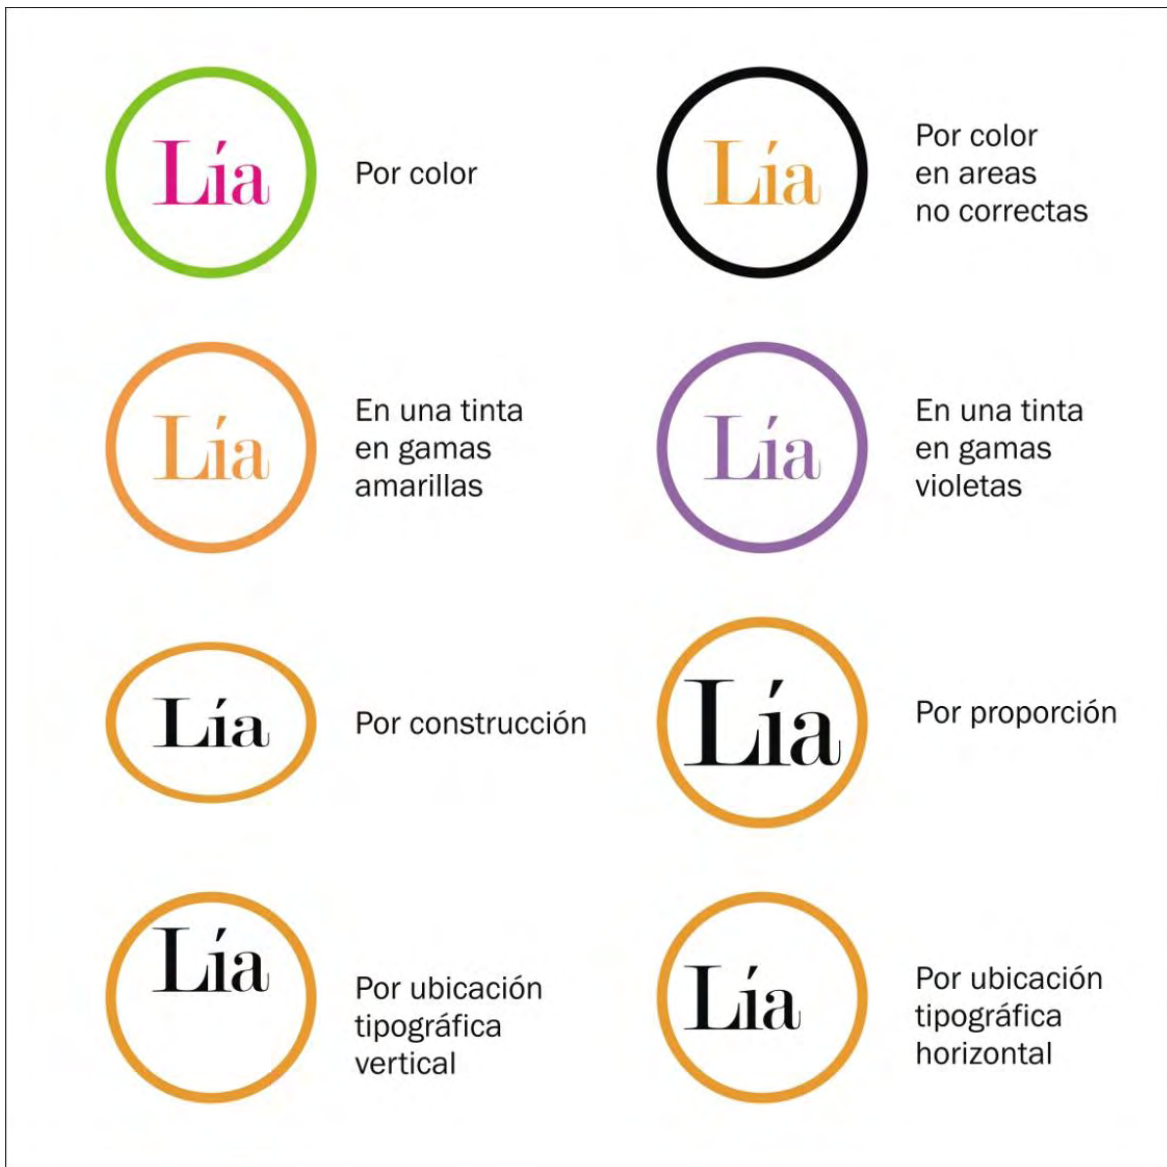 Lía
Por color
Lía
Por color
en areas
no correctas
Lía
En una tinta
en gamas
amarillas
Lía
En una tinta
en gamas
violetas
Lía
Por construcción
Lía
Por proporción
Lía
Por ubicación
tipográfica
vertical
Lía
Por ubicación
tipográfica
horizontal